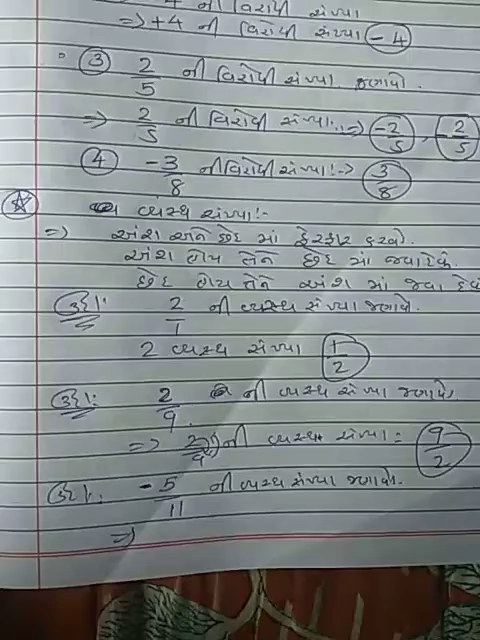 ની વિરોધી સંખ્યા
=> +4 ની વિરોધી સંખ્યા -4
③ 2/5 ની વિરોધી સંખ્યા જણાવો.
=> 2/5 ની વિરોધી સંખ્યા. => -2/5 , -2/5
④ -3/8 ની વિરોધી સંખ્યા:-> 3/8
વ્યસ્થ સંખ્યા:-
=> અંશ અને છેદ માં ફેરફાર કરવો.
અંશ હોય તેને છેદ માં જવા દેવો.
છેદ હોય તેને અંશ માં જવા દેવો
ઉદા: 2/1 ની વ્યસ્થ સંખ્યા જણાવો.
2 વ્યસ્થ સંખ્યા 1/2
ઉદા: 2/9 ની વ્યસ્થ સંખ્યા જણાવો
=> 2/9 ની વ્યસ્થ સંખ્યા = 9/2
ઉદા: -5/11 ની વ્યસ્થ સંખ્યા જણાવો.
=>